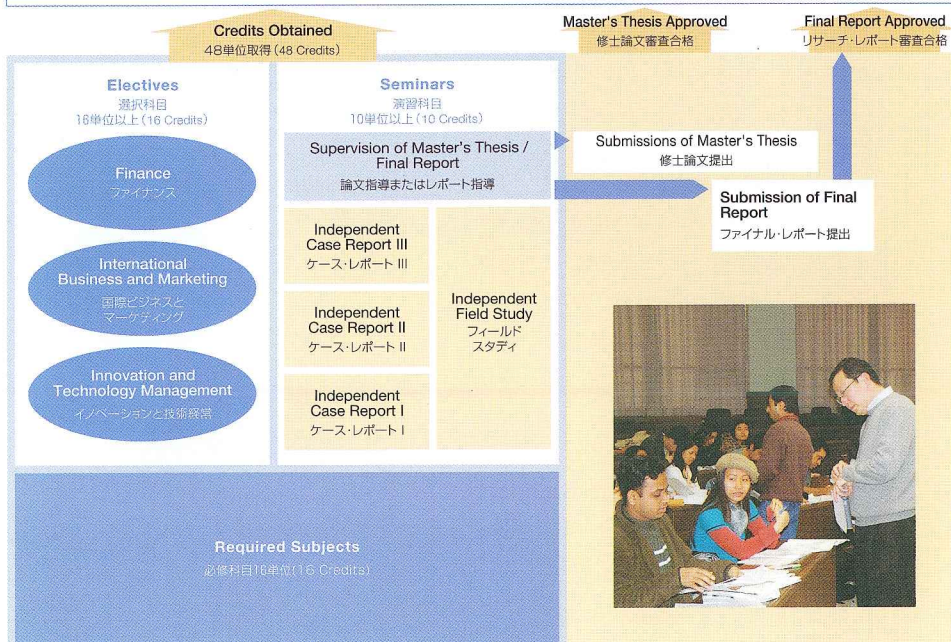 Credits Obtained
48単位取得(48 Credits)
Master's Thesis Approved
修士論文審査合格
Final Report Approved
リサーチ・レポート審査合格
Electives
選択科目
16単位以上(16 Credits)
Finance
ファイナンス
International
Business and Marketing
国際ビジネスと
マーケティング
Innovation and
Technology Management
イノベーションと技術経営
Seminars
演習科目
10単位以上(10 Credits)
Supervision of Master's Thesis /
Final Report
論文指導またはレポート指導
Independent
Case Report III
ケース・レポート III
Independent
Case Report II
ケース・レポート II
Independent
Case Report I
ケース・レポート I
Independent
Field Study
フィールド
スタディ
Submissions of Master's Thesis
修士論文提出
Submission of Final
Report
ファイナル・レポート提出
Required Subjects
必修科目16単位(16 Credits)